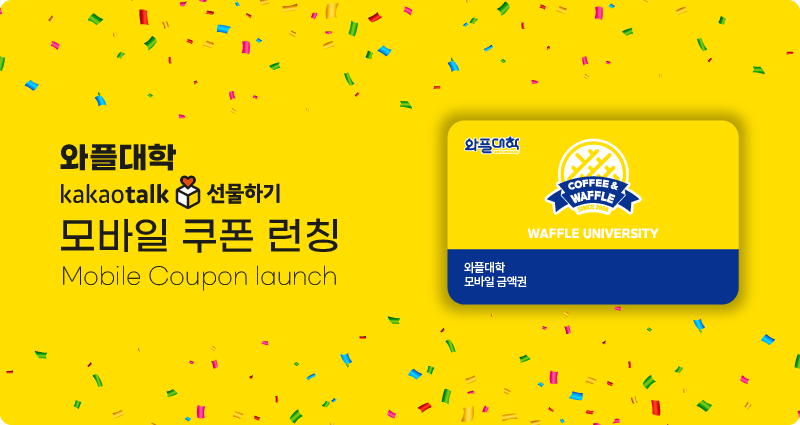 와플대학
kakaotalk 선물하기
모바일 쿠폰 런칭
Mobile Coupon launch
와플대학
COFFEE &
WAFFLE
WAFFLE UNIVERSITY
와플대학
모바일 금액권